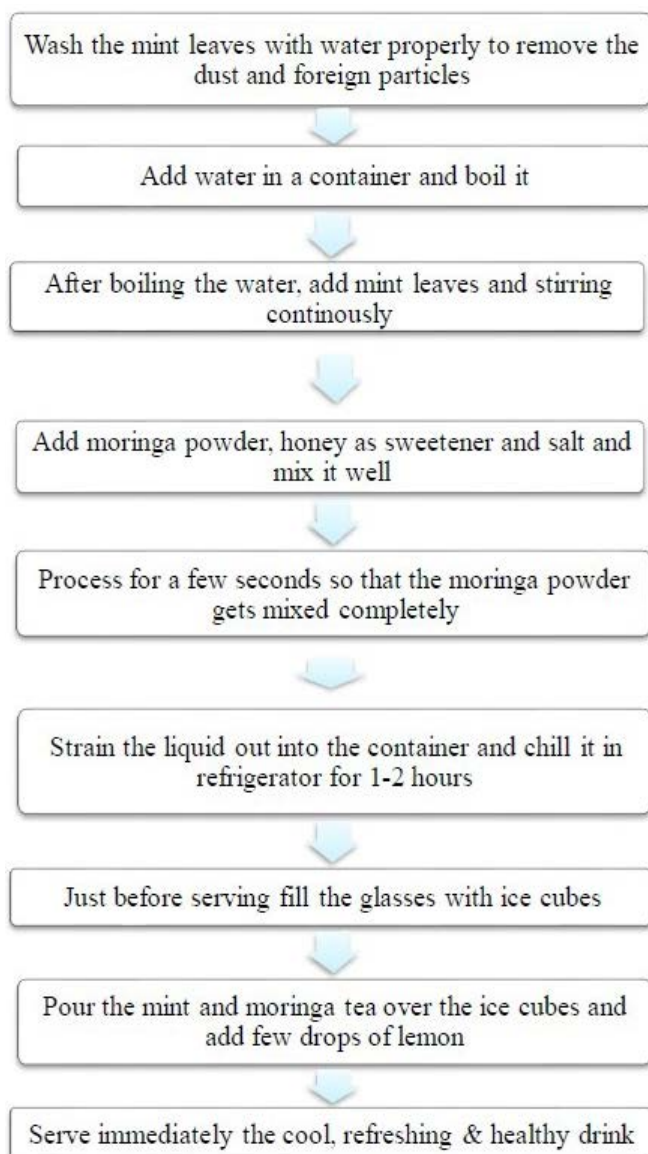 Wash the mint leaves with water properly to remove the
dust and foreign particles
Add water in a container and boil it
After boiling the water, add mint leaves and stirring
continously
Add moringa powder, honey as sweetener and salt and
mix it well
Process for a few seconds so that the moringa powder
gets mixed completely
Strain the liquid out into the container and chill it in
refrigerator for 1-2 hours
Just before serving fill the glasses with ice cubes
Pour the mint and moringa tea over the ice cubes and
add few drops of lemon
Serve immediately the cool, refreshing & healthy drink